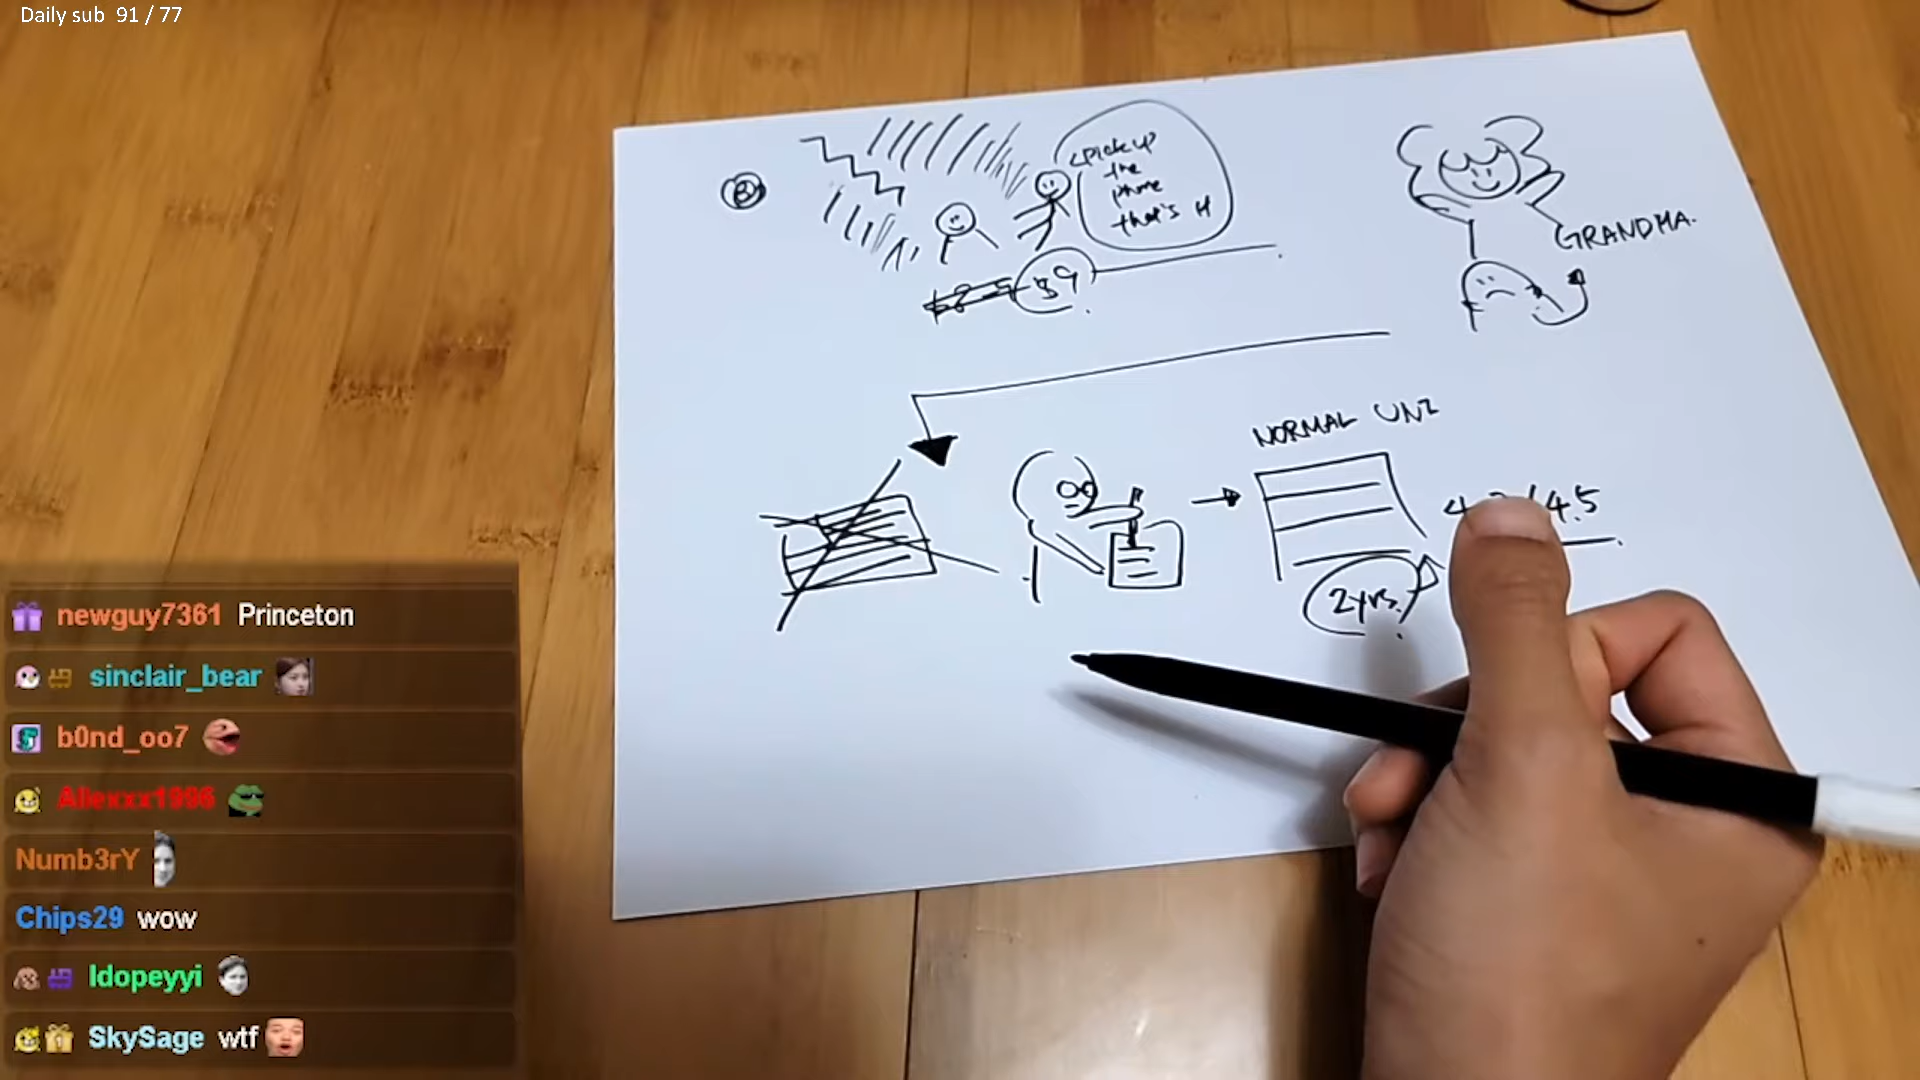 Daily sub 91 / 77
B
pick up
the
phone
that's it
39
GRANDMA.
NORMAL UNI
4.5
2yrs.
newguy7361 Princeton
sinclair_bear
b0nd_oo7
Allexxx1996
Numb3rY
Chips29 wow
ldopeyyi
SkySage wtf